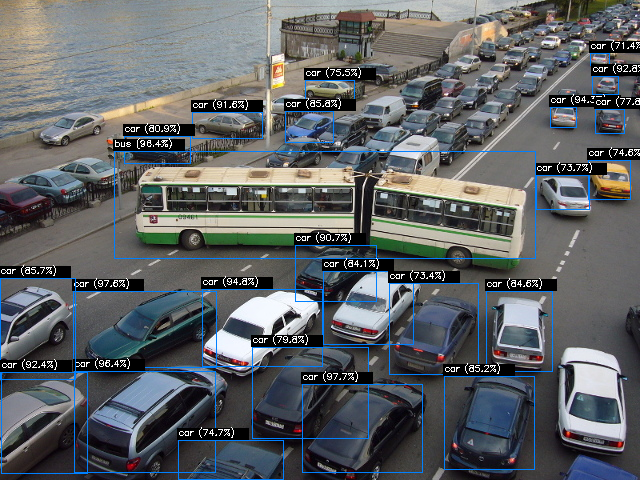 car (71.4%
car (75.5%)
car (92.8%
car (91.6%)
car (85.8%)
car (94.
car (77.8
car (80.9%)
bus (96.4%)
car (74.6%
car (73.7%)
09401
car (90.7%)
car (84.1%)
car (85.7%)
car (97.6%)
car (94.8%)
car (73.4%)
car (84.6%)
car (79.8%)
car (92.4%)
car (96.4%)
car (97.7%)
car (85.2%)
car (74.7%)